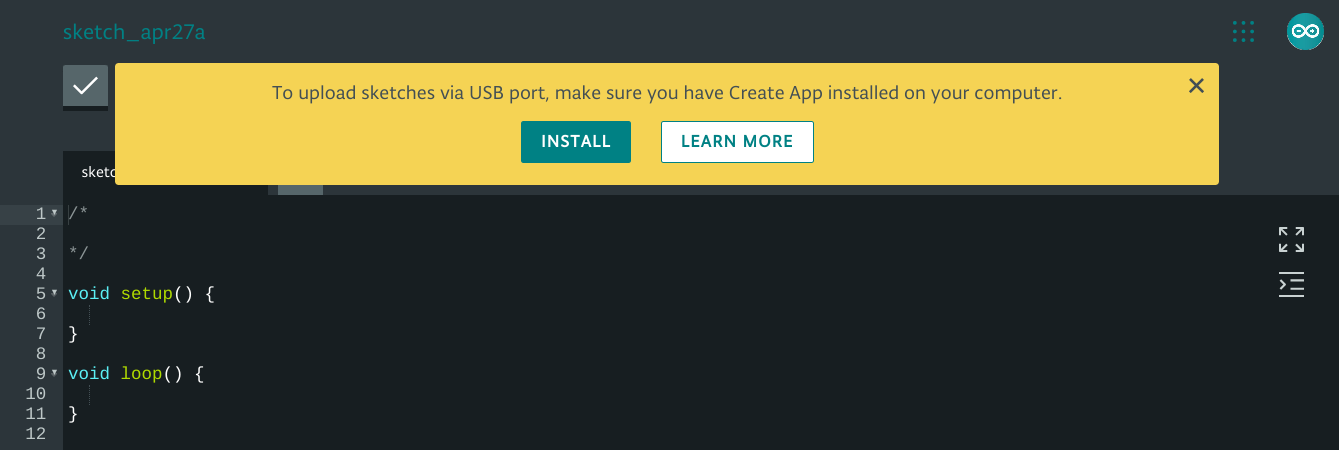 sketch_apr27a
To upload sketches via USB port, make sure you have Create App installed on your computer.
INSTALL LEARN MORE
1 /*
2
3 */
4
5 void setup() {
6
7 }
8
9 void loop() {
10
11 }
12